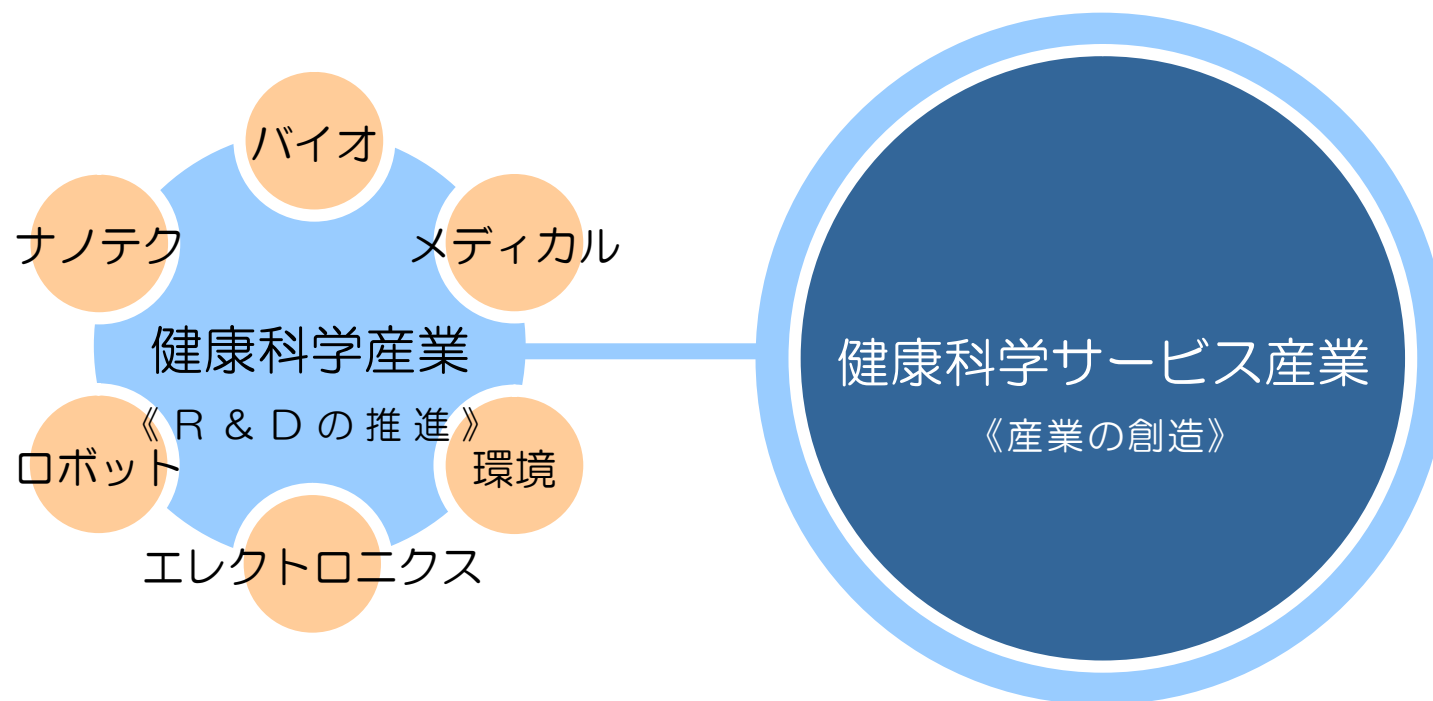 バイオ
ナノテク
メディカル
健康科学産業
《Ｒ＆Ｄの推進》
ロボット
環境
エレクトロニクス
健康科学サービス産業
《産業の創造》